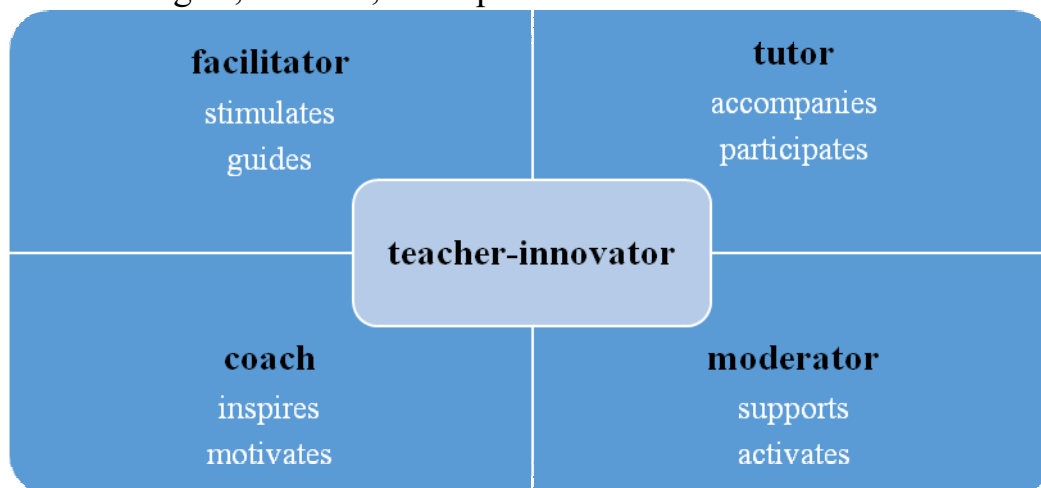 facilitator
stimulates
guides
tutor
accompanies
participates
teacher-innovator
coach
inspires
motivates
moderator
supports
activates